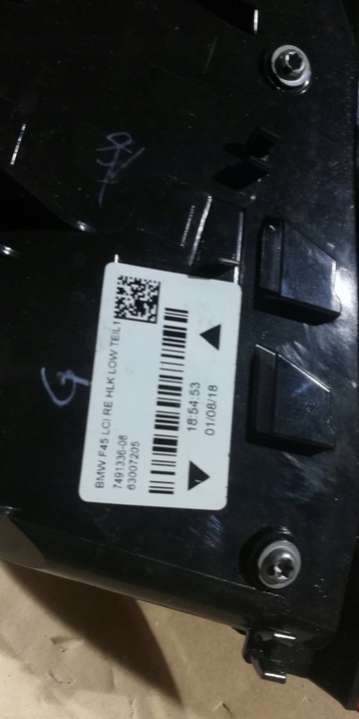 BMW F45 LCI RE HLK LOW TEIL1
7491336-08
63007205
18:54.53
01/08/18